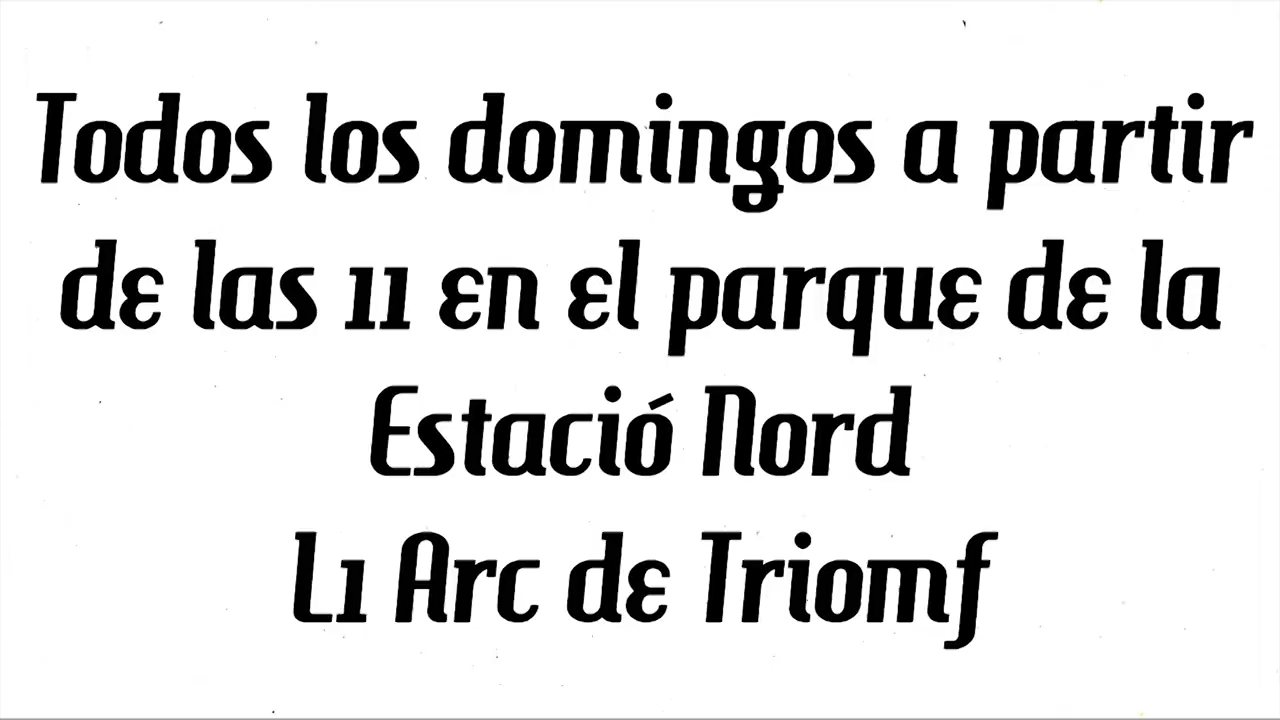 Todos los domingos a partir
de las 11 en el parque de la
Estació Nord
L1 Arc de Triomf